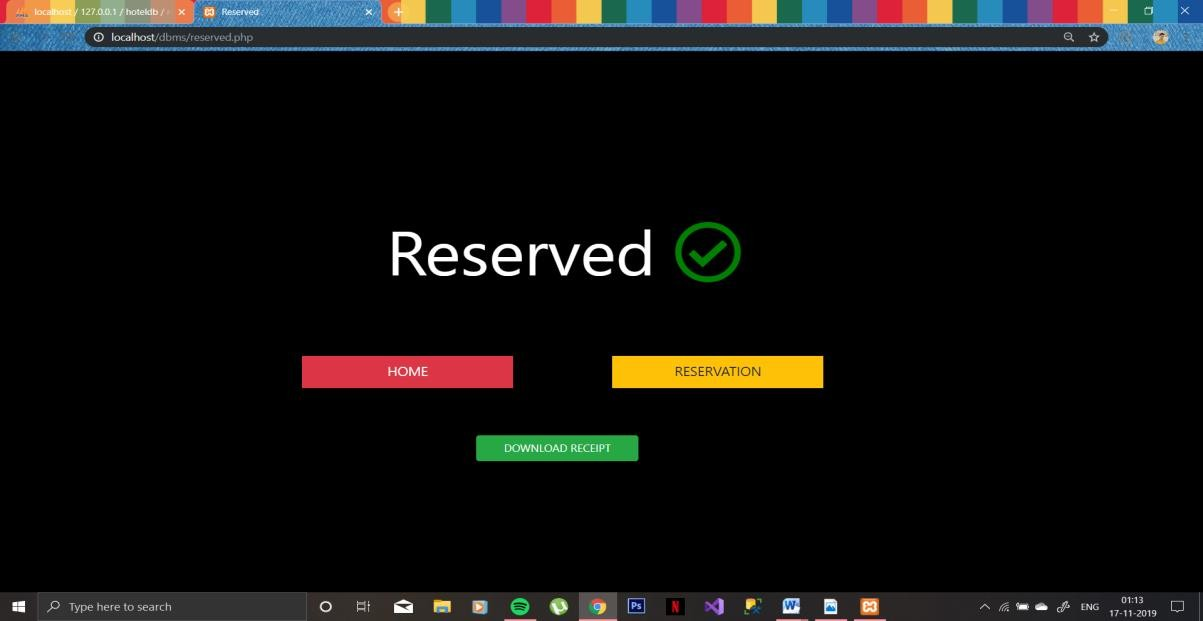 localhost / 127.0.0.1 / hoteldb /
Reserved
localhost/dbms/reserved.php
Reserved
HOME
RESERVATION
DOWNLOAD RECEIPT
Type here to search
Ps
N
W
ENG
01:13
17-11-2019